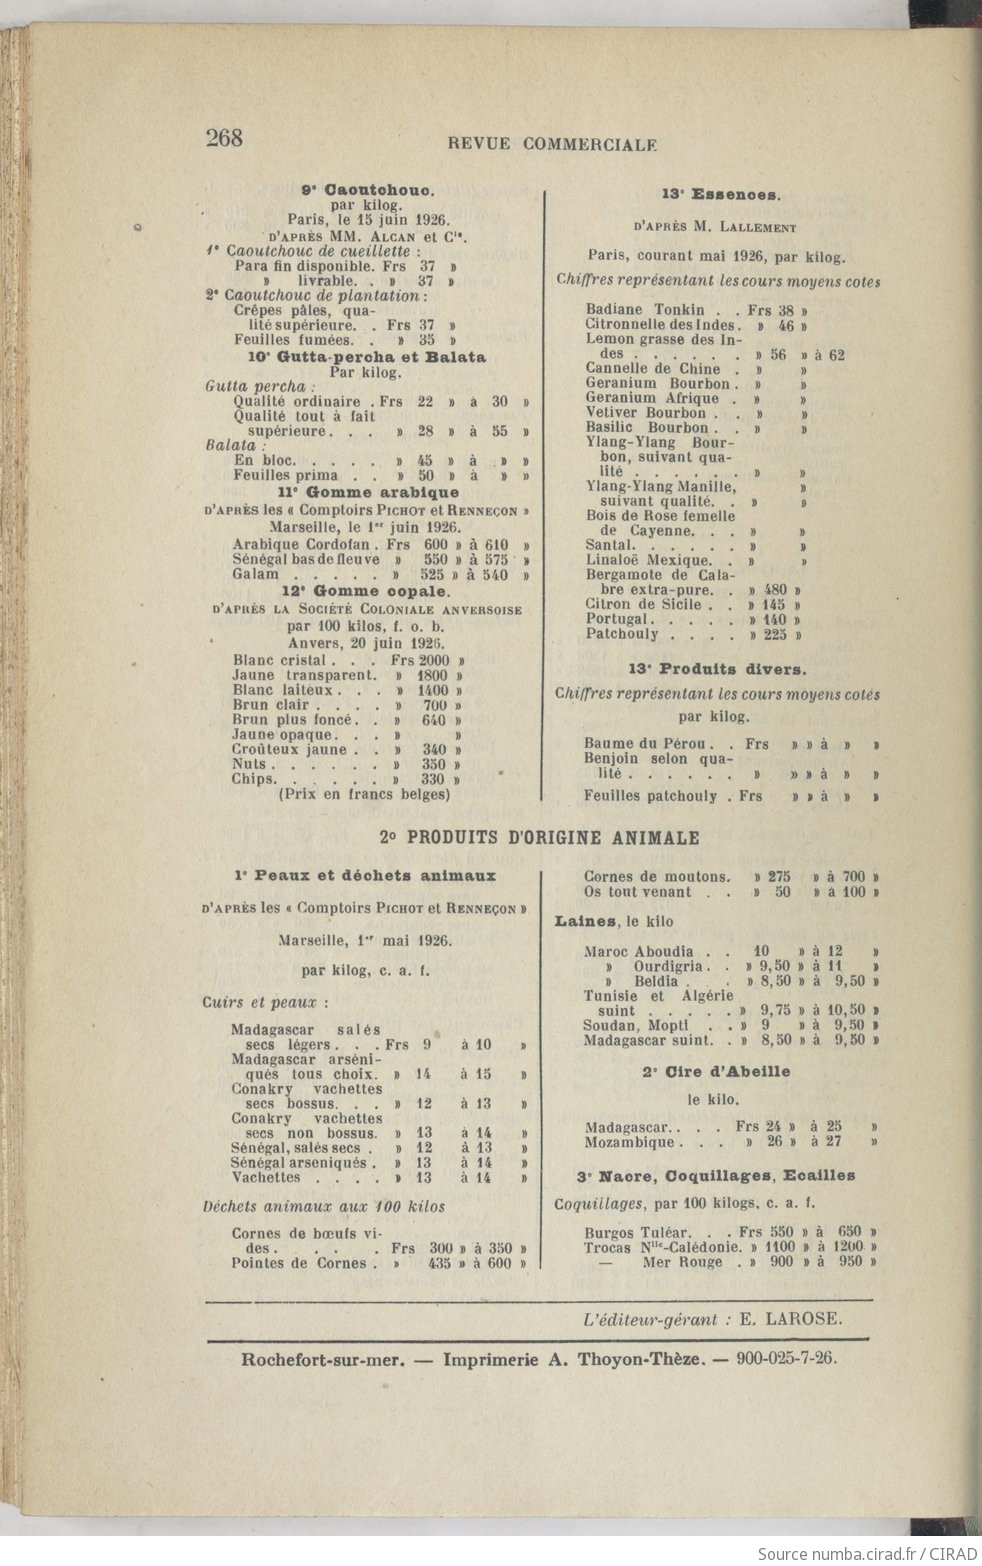 268
REVUE COMMERCIALE
9° Caoutchouc.
par kilog.
Paris, le 15 juin 1926.
D'APRÈS MM. ALCAN et Cie.
1° Caoutchouc de cueillette :
Para fin disponible. Frs 37 »
» livrable. . » 37 »
2° Caoutchouc de plantation :
Crêpes pâles, qua-
lité supérieure. . Frs 37 »
Feuilles fumées. . » 35 »
10° Gutta-percha et Balata
Par kilog.
Gutta percha :
Qualité ordinaire . Frs 22 » à 30 »
Qualité tout à fait
supérieure. . . » 28 » à 55 »
Balata :
En bloc. . . . . » 45 » à » »
Feuilles prima . . » 50 » à » »
11° Gomme arabique
D'APRÈS les « Comptoirs PICHOT et RENNEÇON »
Marseille, le 1er juin 1926.
Arabique Cordofan . Frs 600 » à 610 »
Sénégal bas de fleuve » 550 » à 575 »
Galam . . . . . » 525 » à 540 »
12° Gomme copale.
D'APRÈS LA SOCIÉTÉ COLONIALE ANVERSOISE
par 100 kilos, f. o. b.
Anvers, 20 juin 1926.
Blanc cristal . . . Frs 2000 »
Jaune transparent. » 1800 »
Blanc laiteux . . . » 1400 »
Brun clair . . . . » 700 »
Brun plus foncé. . » 640 »
Jaune opaque. . . » »
Croûteux jaune . . » 340 »
Nuts . . . . . . » 350 »
Chips. . . . . . » 330 »
(Prix en francs belges)
13° Essences.
D'APRÈS M. LALLEMENT
Paris, courant mai 1926, par kilog.
Chiffres représentant les cours moyens cotés
Badiane Tonkin . . Frs 38 »
Citronnelle des Indes. » 46 »
Lemon grasse des In-
des . . . . . . » 56 » à 62
Cannelle de Chine . » »
Geranium Bourbon . » »
Geranium Afrique . » »
Vetiver Bourbon . . » »
Basilic Bourbon . . » »
Ylang-Ylang Bour-
bon, suivant qua-
lité . . . . . . » »
Ylang-Ylang Manille, »
suivant qualité. . »
Bois de Rose femelle
de Cayenne. . . » »
Santal. . . . . . » »
Linaloë Mexique. . » »
Bergamote de Cala-
bre extra-pure. . » 480 »
Citron de Sicile . . » 145 »
Portugal. . . . . » 140 »
Patchouly . . . . » 225 »
13° Produits divers.
Chiffres représentant les cours moyens cotés
par kilog.
Baume du Pérou . . Frs » » à » »
Benjoin selon qua-
lité . . . . . . » » » à » »
Feuilles patchouly . Frs » » à » »
2° PRODUITS D'ORIGINE ANIMALE
1° Peaux et déchets animaux
D'APRÈS les « Comptoirs PICHOT et RENNEÇON »
Marseille, 1er mai 1926.
par kilog, c. a. f.
Cuirs et peaux :
Madagascar salés
secs légers . . . Frs 9 à 10 »
Madagascar arséni-
qués tous choix. » 14 à 15 »
Conakry vachettes
secs bossus. . . » 12 à 13 »
Conakry vachettes
secs non bossus. » 13 à 14 »
Sénégal, salés secs . » 12 à 13 »
Sénégal arseniqués . » 13 à 14 »
Vachettes . . . . » 13 à 14 »
Déchets animaux aux 100 kilos
Cornes de bœufs vi-
des . . . . Frs 300 » à 350 »
Pointes de Cornes . » 435 » à 600 »
Cornes de moutons. » 275 » à 700 »
Os tout venant . . » 50 » à 100 »
Laines, le kilo
Maroc Aboudia . . 10 » à 12 »
» Ourdigria. . » 9,50 » à 11 »
» Beldia . . » 8,50 » à 9,50 »
Tunisie et Algérie
suint . . . . . » 9,75 » à 10,50 »
Soudan, Mopti . . » 9 » à 9,50 »
Madagascar suint. . » 8,50 » à 9,50 »
2° Cire d'Abeille
le kilo.
Madagascar. . . . Frs 24 » à 25 »
Mozambique . . . » 26 » à 27 »
3° Nacre, Coquillages, Ecailles
Coquillages, par 100 kilogs, c. a. f.
Burgos Tuléar. . . Frs 550 » à 650 »
Trocas Nlle-Calédonie. » 1100 » à 1200 »
— Mer Rouge . » 900 » à 950 »
L'éditeur-gérant : E. LAROSE.
Rochefort-sur-mer. — Imprimerie A. Thoyon-Thèze. — 900-025-7-26.
Source numba.cirad.fr / CIRAD